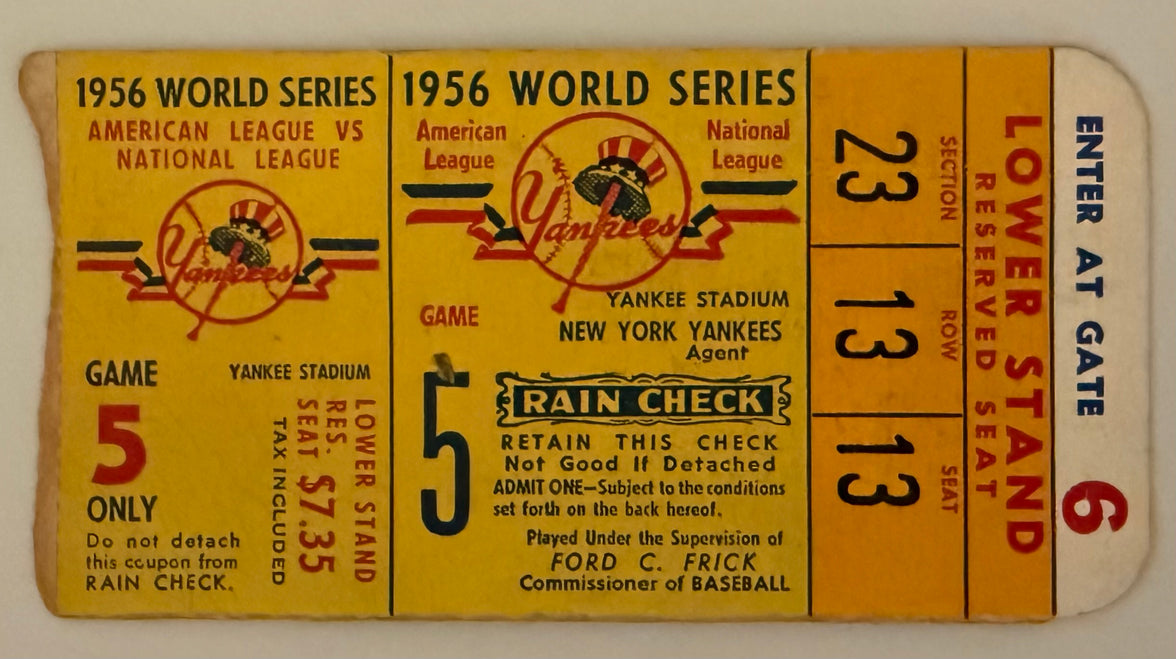 1956 WORLD SERIES
AMERICAN LEAGUE VS
NATIONAL LEAGUE
Yankees
GAME
5
ONLY
YANKEE STADIUM
LOWER STAND
RES.
SEAT $7.35
TAX INCLUDED
Do not detach
this coupon from
RAIN CHECK.
1956 WORLD SERIES
American
League
National
League
Yankees
GAME
5
YANKEE STADIUM
NEW YORK YANKEES
Agent
RAIN CHECK
RETAIN THIS CHECK
Not Good If Detached
ADMIT ONE—Subject to the conditions
set forth on the back hereof.
Played Under the Supervision of
FORD C. FRICK
Commissioner of BASEBALL
SECTION
23
ROW
13
SEAT
13
LOWER STAND
RESERVED SEAT
ENTER AT GATE 6